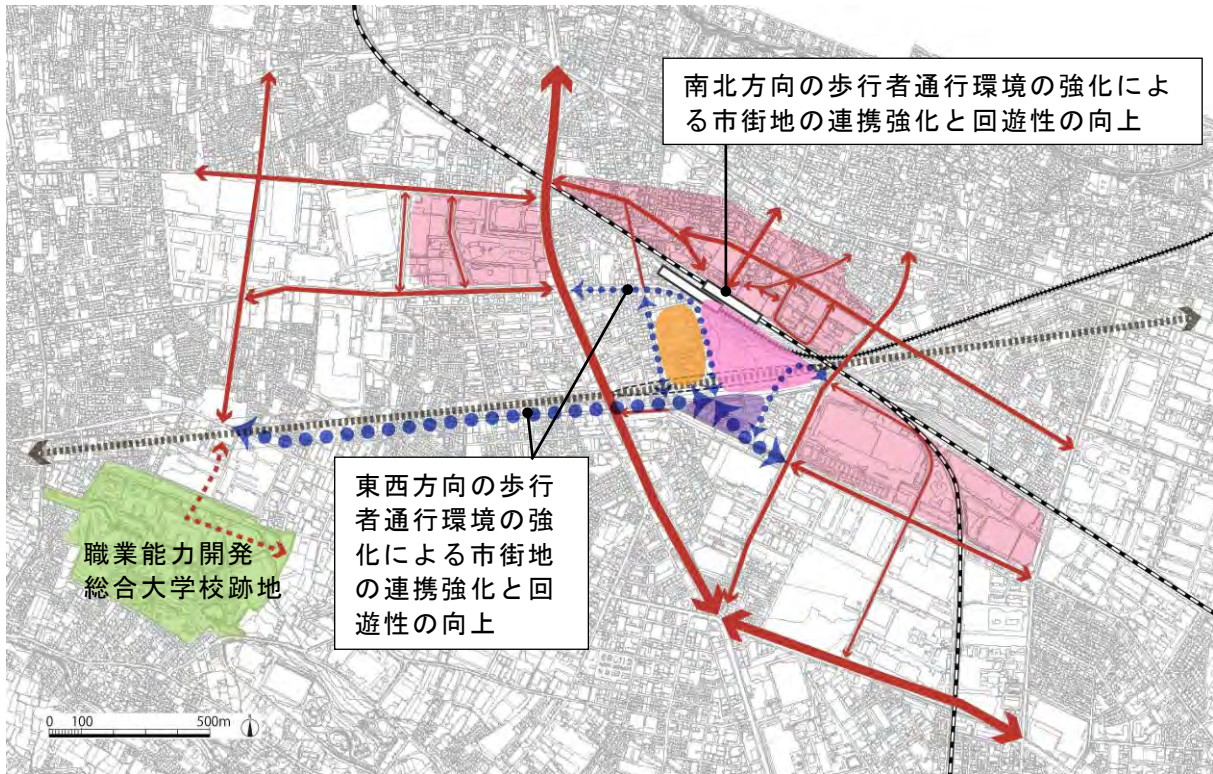 南北方向の歩行者通行環境の強化によ
る市街地の連携強化と回遊性の向上
東西方向の歩行
者通行環境の強
化による市街地
の連携強化と回
遊性の向上
職業能力開発
総合大学校跡地
0 100 500m